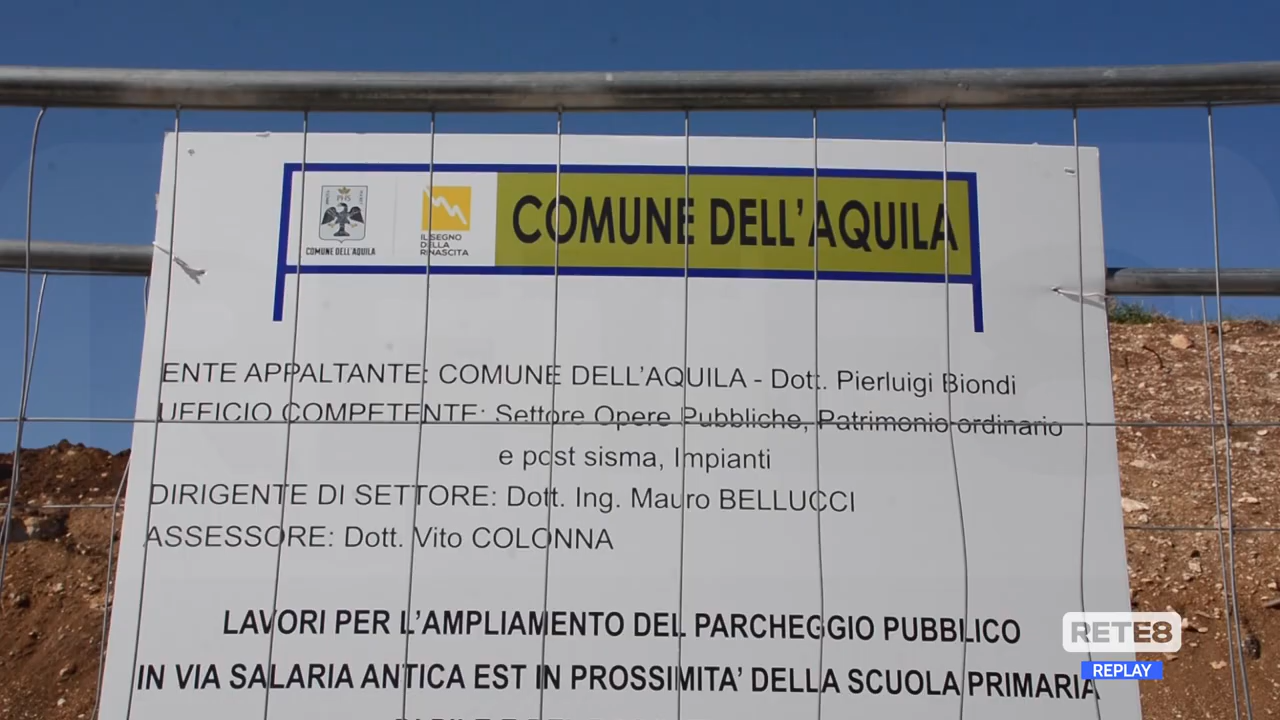 COMUNE DELL'AQUILA
IL SEGNO
DELLA
RINASCITA
COMUNE DELL'AQUILA
ENTE APPALTANTE: COMUNE DELL'AQUILA - Dott. Pierluigi Biondi
UFFICIO COMPETENTE: Settore Opere Pubbliche, Patrimonio ordinario
e post sisma, Impianti
DIRIGENTE DI SETTORE: Dott. Ing. Mauro BELLUCCI
ASSESSORE: Dott. Vito COLONNA
LAVORI PER L'AMPLIAMENTO DEL PARCHEGGIO PUBBLICO
IN VIA SALARIA ANTICA EST IN PROSSIMITA' DELLA SCUOLA PRIMARIA
RETE8
REPLAY